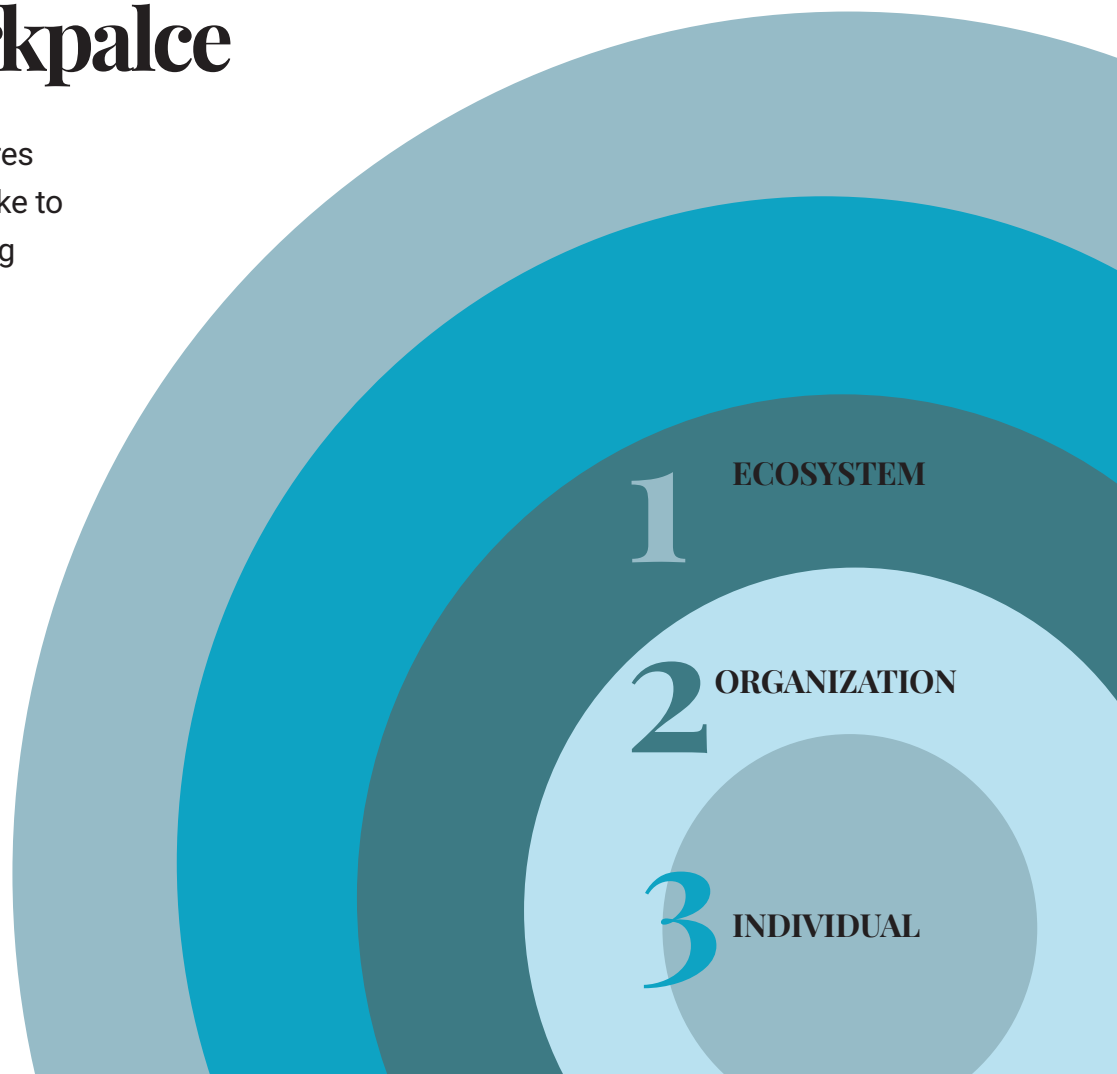 kpalce
es
ke to
g
1 ECOSYSTEM
2 ORGANIZATION
3 INDIVIDUAL